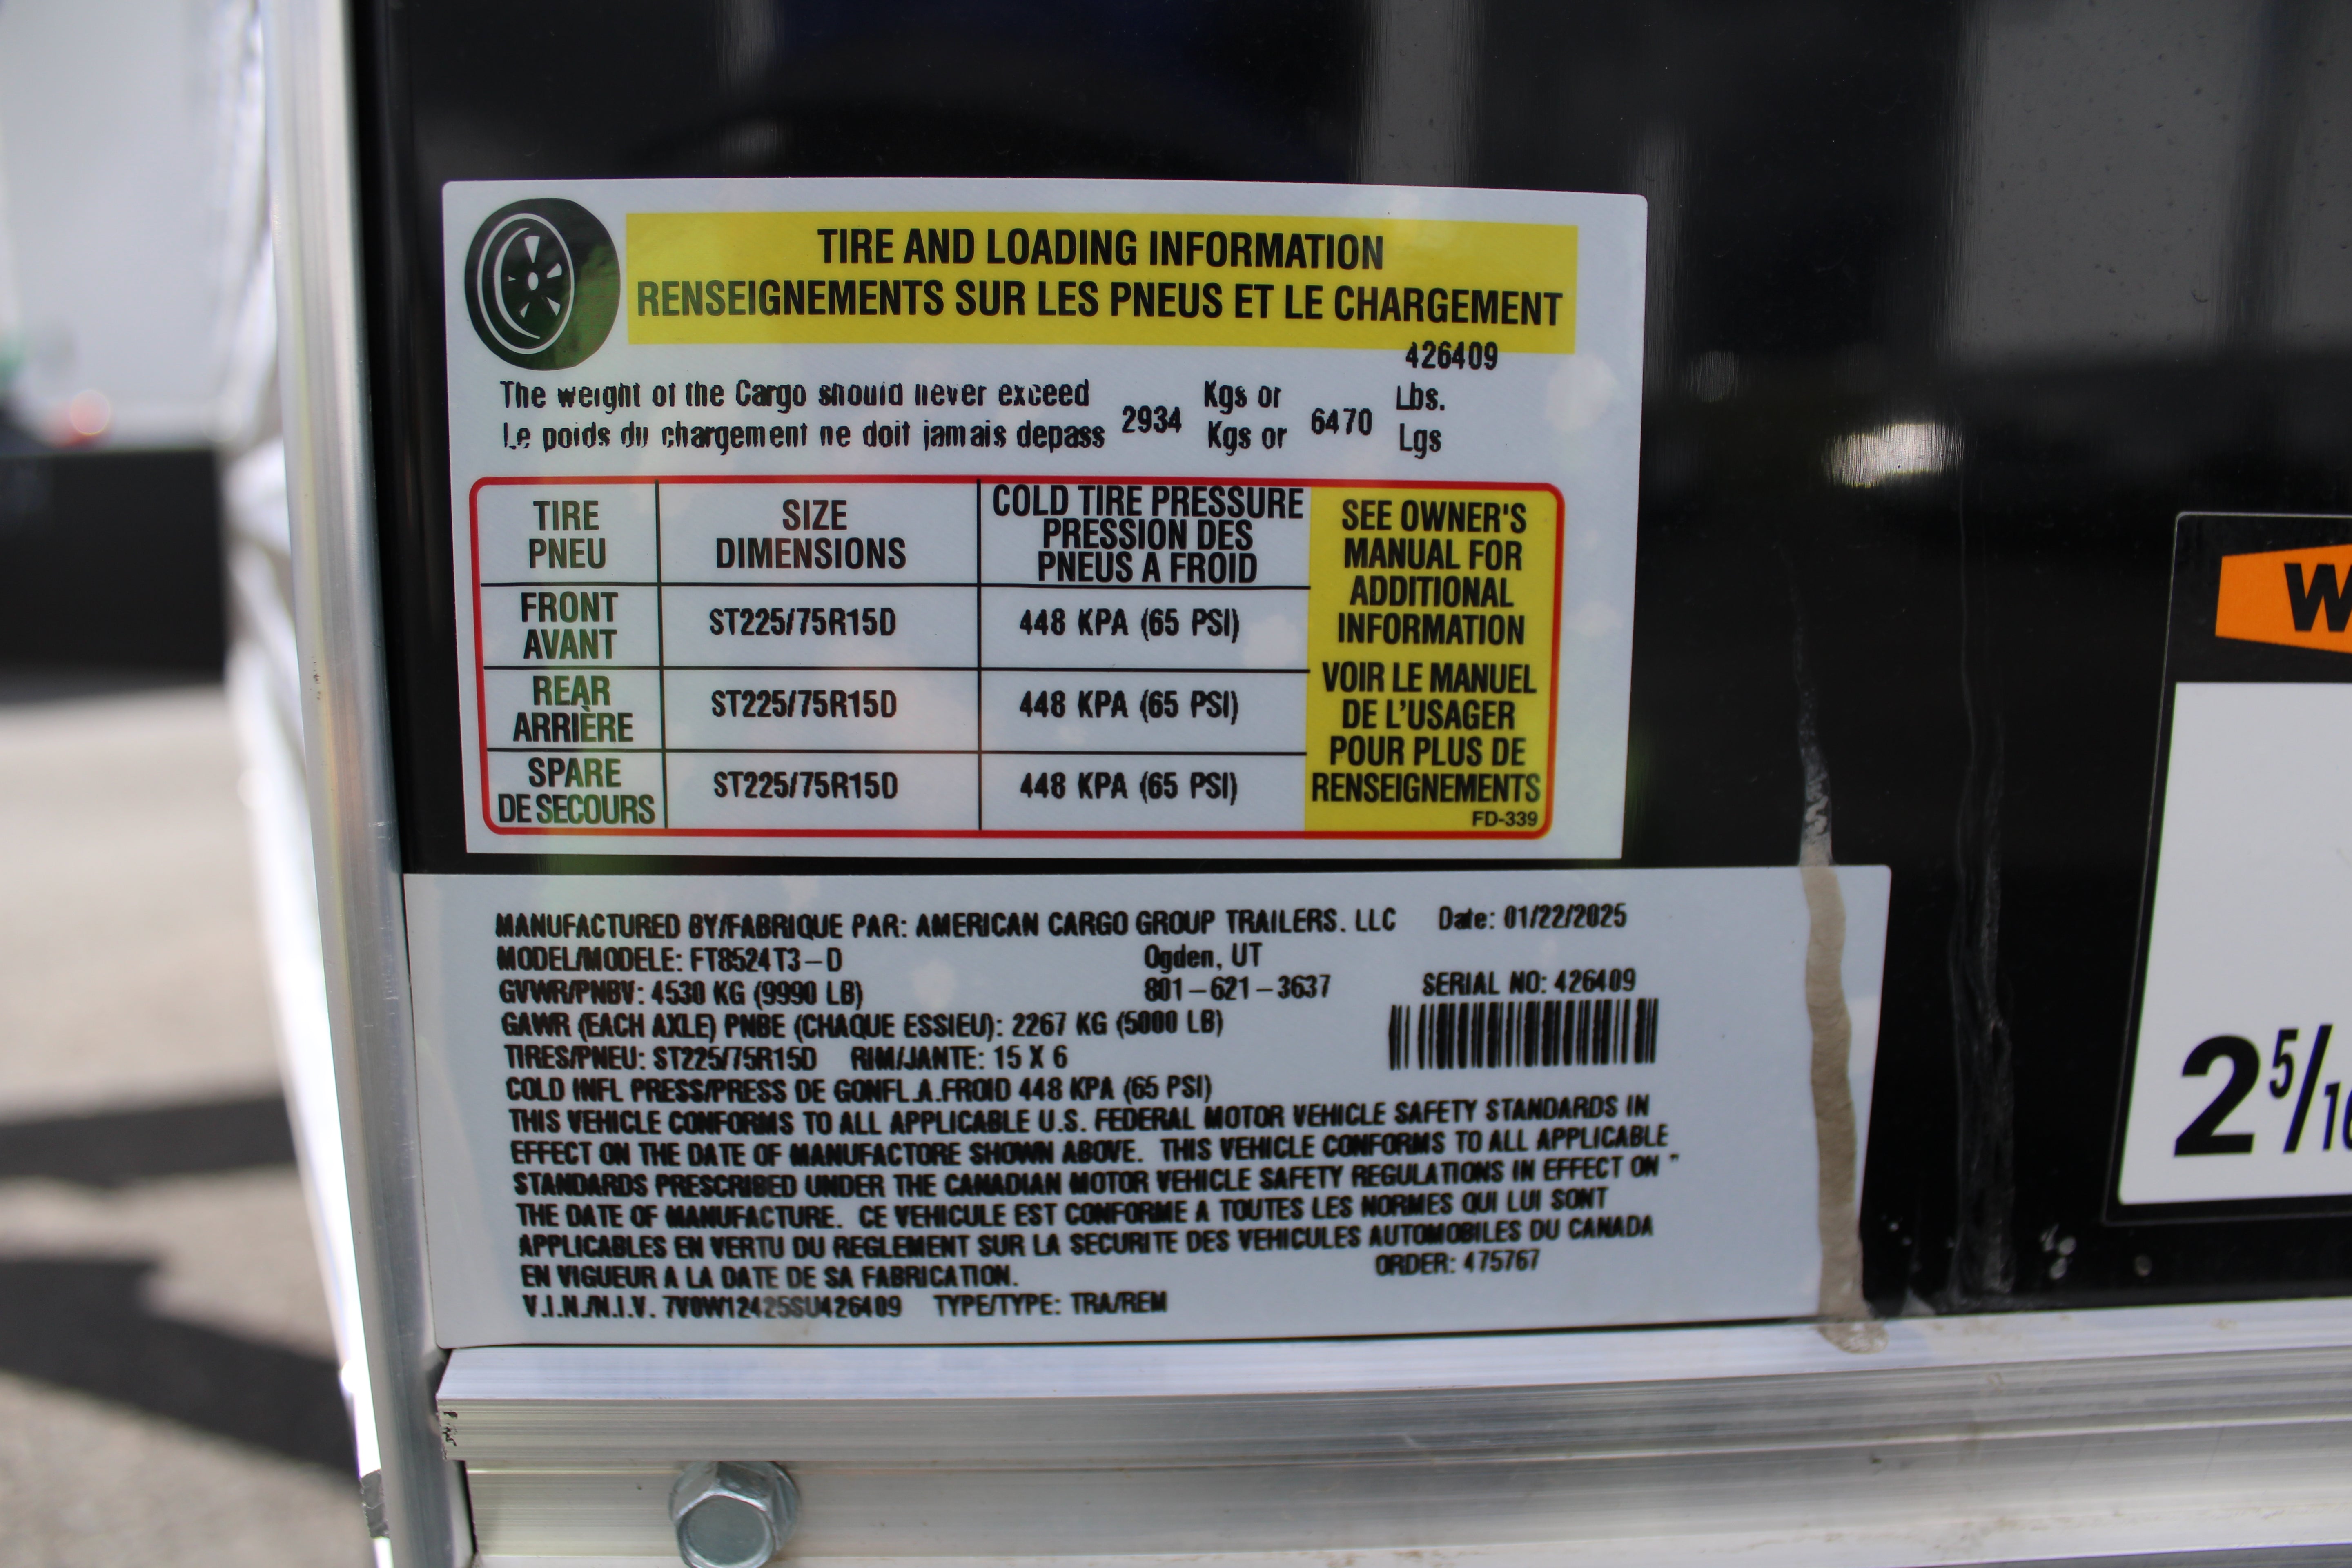 TIRE AND LOADING INFORMATION
RENSEIGNEMENTS SUR LES PNEUS ET LE CHARGEMENT
426409
The weight of the Cargo should never exceed 2934 Kgs or 6470 Lbs.
Le poids du chargement ne doit jamais depass Kgs or Lgs
TIRE PNEU
SIZE DIMENSIONS
COLD TIRE PRESSURE
PRESSION DES
PNEUS A FROID
FRONT AVANT ST225/75R15D 448 KPA (65 PSI)
REAR ARRIÈRE ST225/75R15D 448 KPA (65 PSI)
SPARE DE SECOURS ST225/75R15D 448 KPA (65 PSI)
SEE OWNER'S
MANUAL FOR
ADDITIONAL
INFORMATION
VOIR LE MANUEL
DE L'USAGER
POUR PLUS DE
RENSEIGNEMENTS
FD-339
MANUFACTURED BY/FABRIQUE PAR: AMERICAN CARGO GROUP TRAILERS. LLC Date: 01/22/2025
MODEL/MODELE: FT8524T3-D Ogden, UT
GVWR/PNBV: 4530 KG (9990 LB) 801-621-3637 SERIAL NO: 426409
GAWR (EACH AXLE) PNBE (CHAQUE ESSIEU): 2267 KG (5000 LB)
TIRES/PNEU: ST225/75R15D RIM/JANTE: 15 X 6
COLD INFL PRESS/PRESS DE GONFL.A.FROID 448 KPA (65 PSI)
THIS VEHICLE CONFORMS TO ALL APPLICABLE U.S. FEDERAL MOTOR VEHICLE SAFETY STANDARDS IN
EFFECT ON THE DATE OF MANUFACTORE SHOWN ABOVE. THIS VEHICLE CONFORMS TO ALL APPLICABLE
STANDARDS PRESCRIBED UNDER THE CANADIAN MOTOR VEHICLE SAFETY REGULATIONS IN EFFECT ON "
THE DATE OF MANUFACTURE. CE VEHICULE EST CONFORME A TOUTES LES NORMES QUI LUI SONT
APPLICABLES EN VERTU DU REGLEMENT SUR LA SECURITE DES VEHICULES AUTOMOBILES DU CANADA
EN VIGUEUR A LA DATE DE SA FABRICATION. ORDER: 475767
V.I.N./N.I.V. 7V0W12425SU426409 TYPE/TYPE: TRA/REM
W
2 5/16